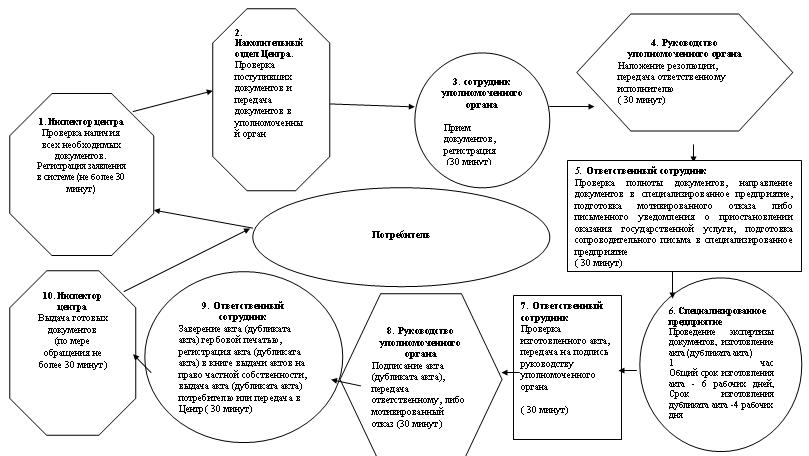 1. Инспектор центра
Проверка наличия
всех необходимых
документов.
Регистрация заявления
в системе (не более 30
минут)
2.
Накопительный
отдел Центра.
Проверка
поступивших
документов и
передача
документов в
уполномоченны
й орган
3. сотрудник
уполномоченного
органа
Прием
документов,
регистрация
(30 минут)
4. Руководство
уполномоченного органа
Наложение резолюции,
передача ответственному
исполнителю
( 30 минут)
5. Ответственный сотрудник
Проверка полноты документов, направление
документов в специализированное предприятие,
подготовка мотивированного отказа либо
письменного уведомления о приостановлении
оказания государственной услуги, подготовка
сопроводительного письма в специализированное
предприятие
( 30 минут)
Потребитель
6. Специализированное
предприятие
Проведение экспертизы
документов, изготовление
акта (дубликата акта)
1 час
Общий срок изготовления
акта - 6 рабочих дней,
Срок изготовления
дубликата акта -4 рабочих
дня
7. Ответственный
сотрудник
Проверка
изготовленного акта,
передача на подпись
руководству
уполномоченного
органа
( 30 минут)
8. Руководство
уполномоченного
органа
Подписание акта
(дубликата акта),
передача
ответственному, либо
мотивированный
отказ (30 минут)
9. Ответственный
сотрудник
Заверение акта (дубликата
акта) гербовой печатью,
регистрация акта (дубликата
акта) в книге выдачи актов на
право частной собственности,
выдача акта (дубликата акта)
потребителю или передача в
Центр( 30 минут)
10. Инспектор
центра
Выдача готовых
документов
(по мере
обращения не
более 30 минут)